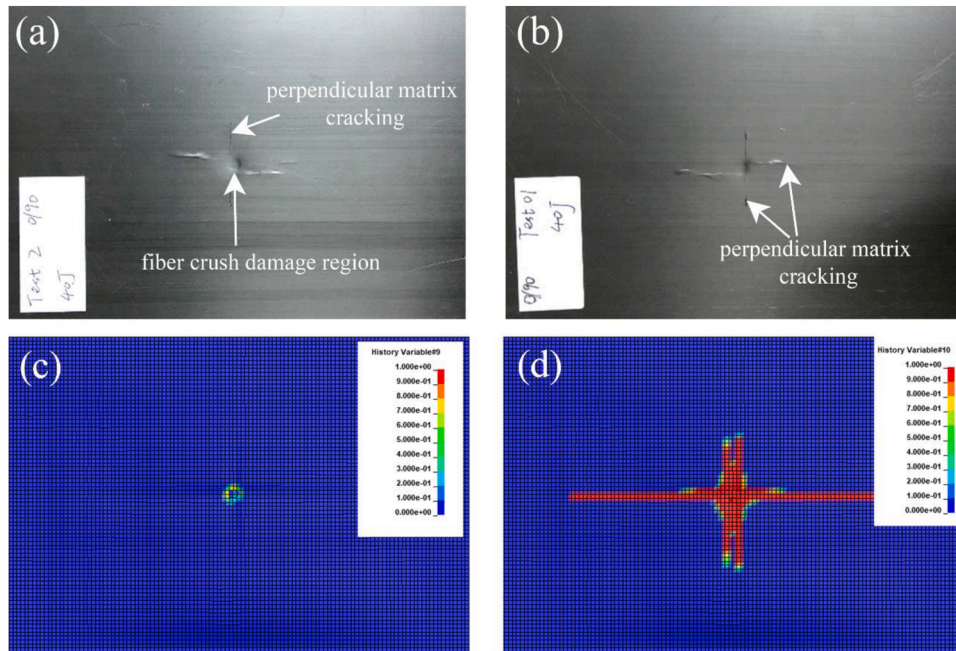 (a)
perpendicular matrix
cracking
fiber crush damage region
Test 2 0/90
40J
(b)
perpendicular matrix
cracking
0/90 Test 01
40J
(c)
History Variable#9
1.000e+00
9.000e-01
8.000e-01
7.000e-01
6.000e-01
5.000e-01
4.000e-01
3.000e-01
2.000e-01
1.000e-01
0.000e+00
(d)
History Variable#10
1.000e+00
9.000e-01
8.000e-01
7.000e-01
6.000e-01
5.000e-01
4.000e-01
3.000e-01
2.000e-01
1.000e-01
0.000e+00